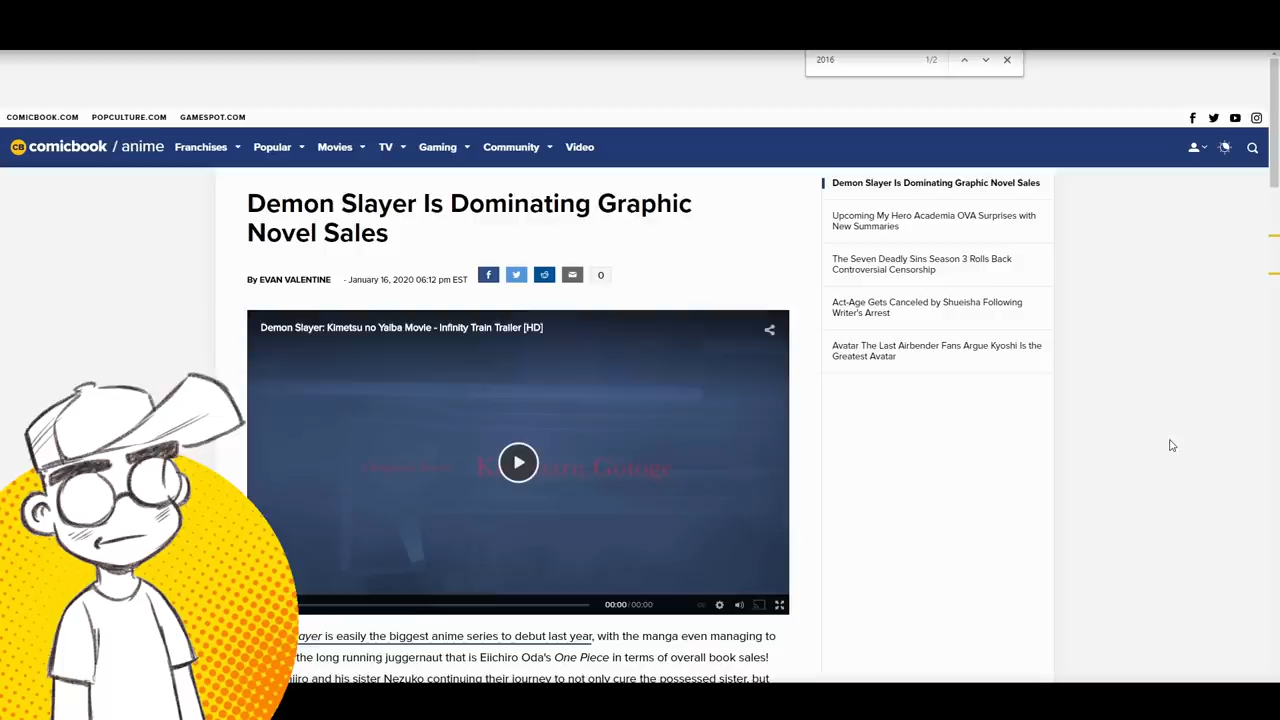 2016 1/2
COMICBOOK.COM POPCULTURE.COM GAMESPOT.COM
CB comicbook / anime Franchises Popular Movies TV Gaming Community Video
Demon Slayer Is Dominating Graphic
Novel Sales
By EVAN VALENTINE - January 16, 2020 06:12 pm EST 0
Demon Slayer: Kimetsu no Yaiba Movie - Infinity Train Trailer [HD]
00:00/00:00
ayer is easily the biggest anime series to debut last year, with the manga even managing to
the long running juggernaut that is Eiichiro Oda's One Piece in terms of overall book sales!
jiro and his sister Nezuko continuing their journey to not only cure the possessed sister, but
Demon Slayer Is Dominating Graphic Novel Sales
Upcoming My Hero Academia OVA Surprises with
New Summaries
The Seven Deadly Sins Season 3 Rolls Back
Controversial Censorship
Act-Age Gets Canceled by Shueisha Following
Writer's Arrest
Avatar The Last Airbender Fans Argue Kyoshi Is the
Greatest Avatar